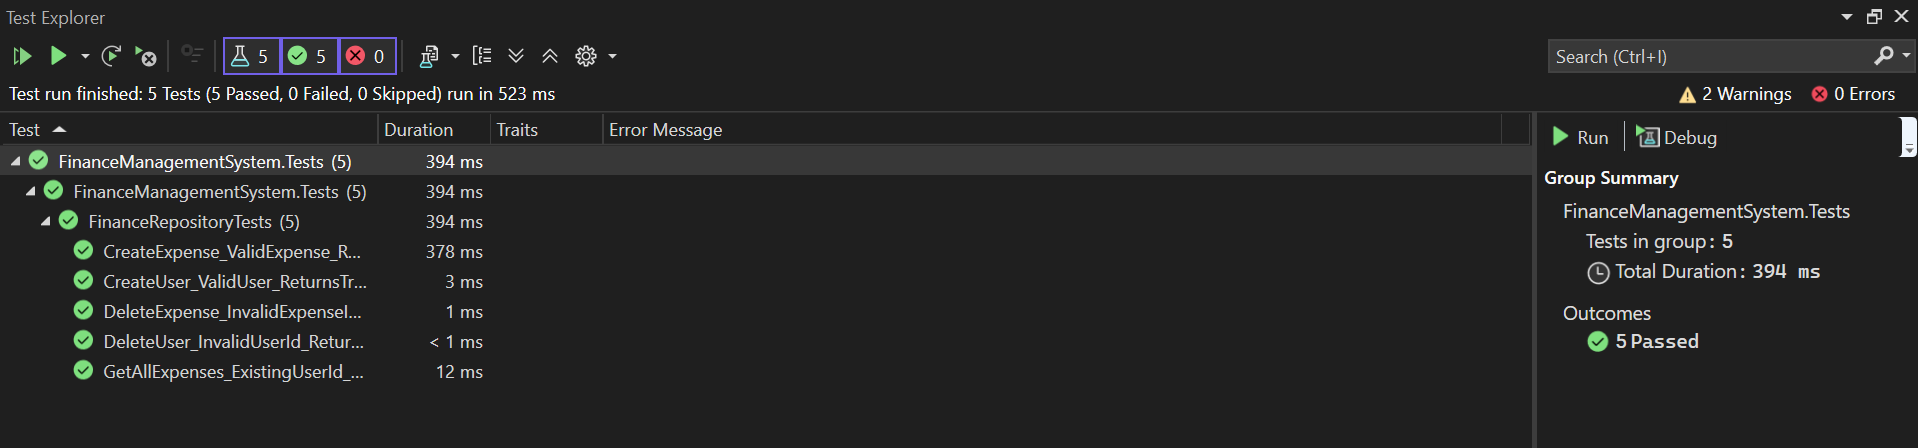 Test Explorer
5 5 0
Search (Ctrl+I)
Test run finished: 5 Tests (5 Passed, 0 Failed, 0 Skipped) run in 523 ms
2 Warnings 0 Errors
Test Duration Traits Error Message
FinanceManagementSystem.Tests (5) 394 ms
FinanceManagementSystem.Tests (5) 394 ms
FinanceRepositoryTests (5) 394 ms
CreateExpense_ValidExpense_R... 378 ms
CreateUser_ValidUser_ReturnsTr... 3 ms
DeleteExpense_InvalidExpenseI... 1 ms
DeleteUser_InvalidUserId_Retur... < 1 ms
GetAllExpenses_ExistingUserId_... 12 ms
Run Debug
Group Summary
FinanceManagementSystem.Tests
Tests in group: 5
Total Duration: 394 ms
Outcomes
5 Passed